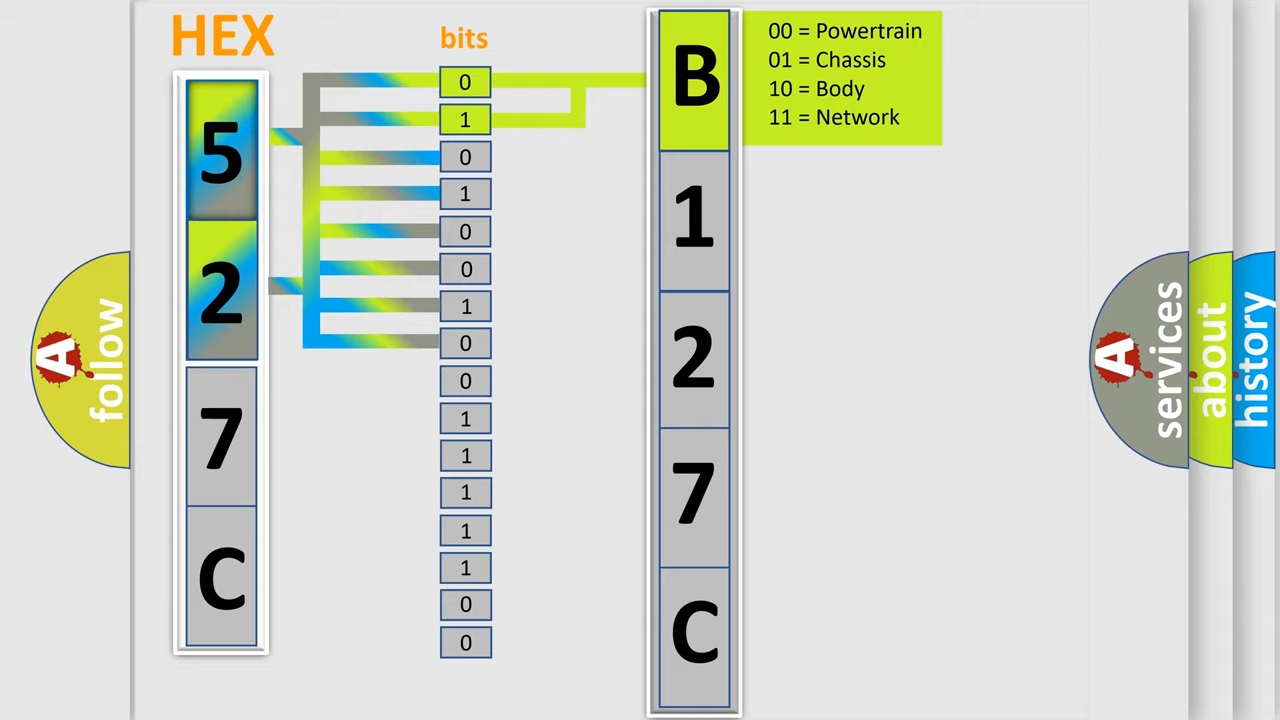 HEX
bits
5
2
7
C
0
1
0
1
0
0
1
0
0
1
1
1
1
1
0
0
B
1
2
7
C
00 = Powertrain
01 = Chassis
10 = Body
11 = Network
A
follow
A
services
about
history